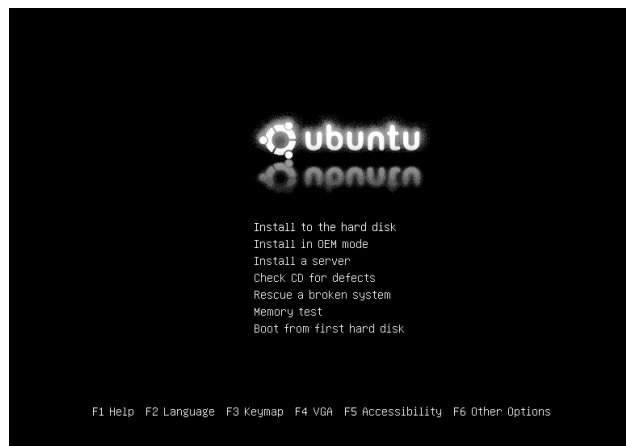 ubuntu
Install to the hard disk
Install in OEM mode
Install a server
Check CD for defects
Rescue a broken system
Memory test
Boot from first hard disk
F1 Help F2 Language F3 Keymap F4 VGA F5 Accessibility F6 Other Options